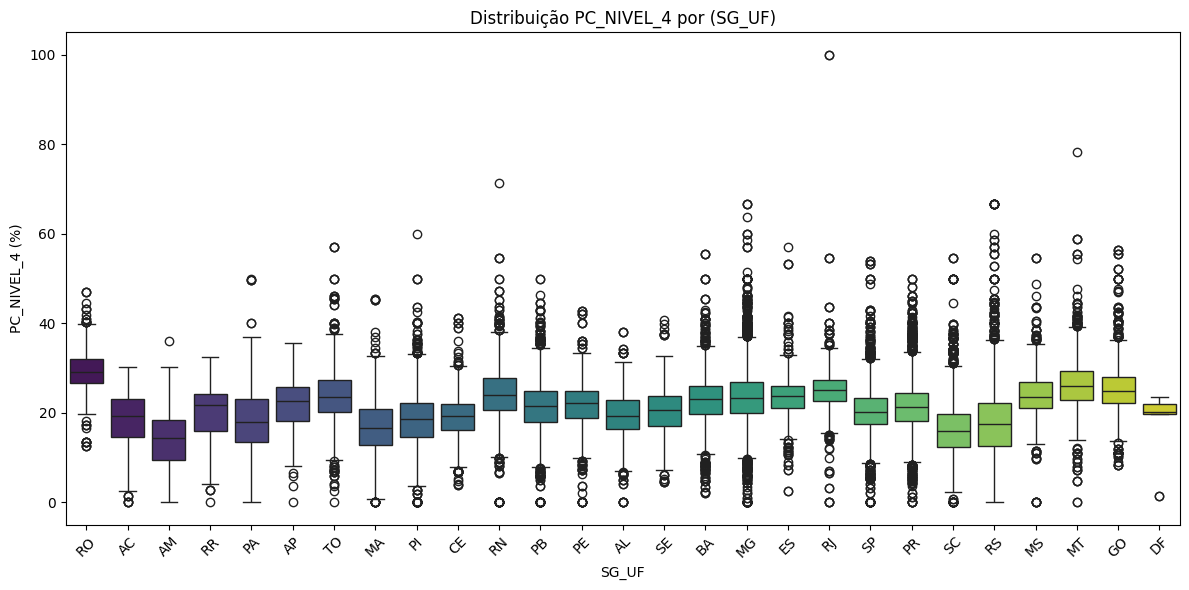 Distribuição PC_NIVEL_4 por (SG_UF)
PC_NIVEL_4 (%)
100
80
60
40
20
0
RO AC AM RR PA AP TO MA PI CE RN PB PE AL SE BA MG ES RJ SP PR SC RS MS MT GO DF
SG_UF